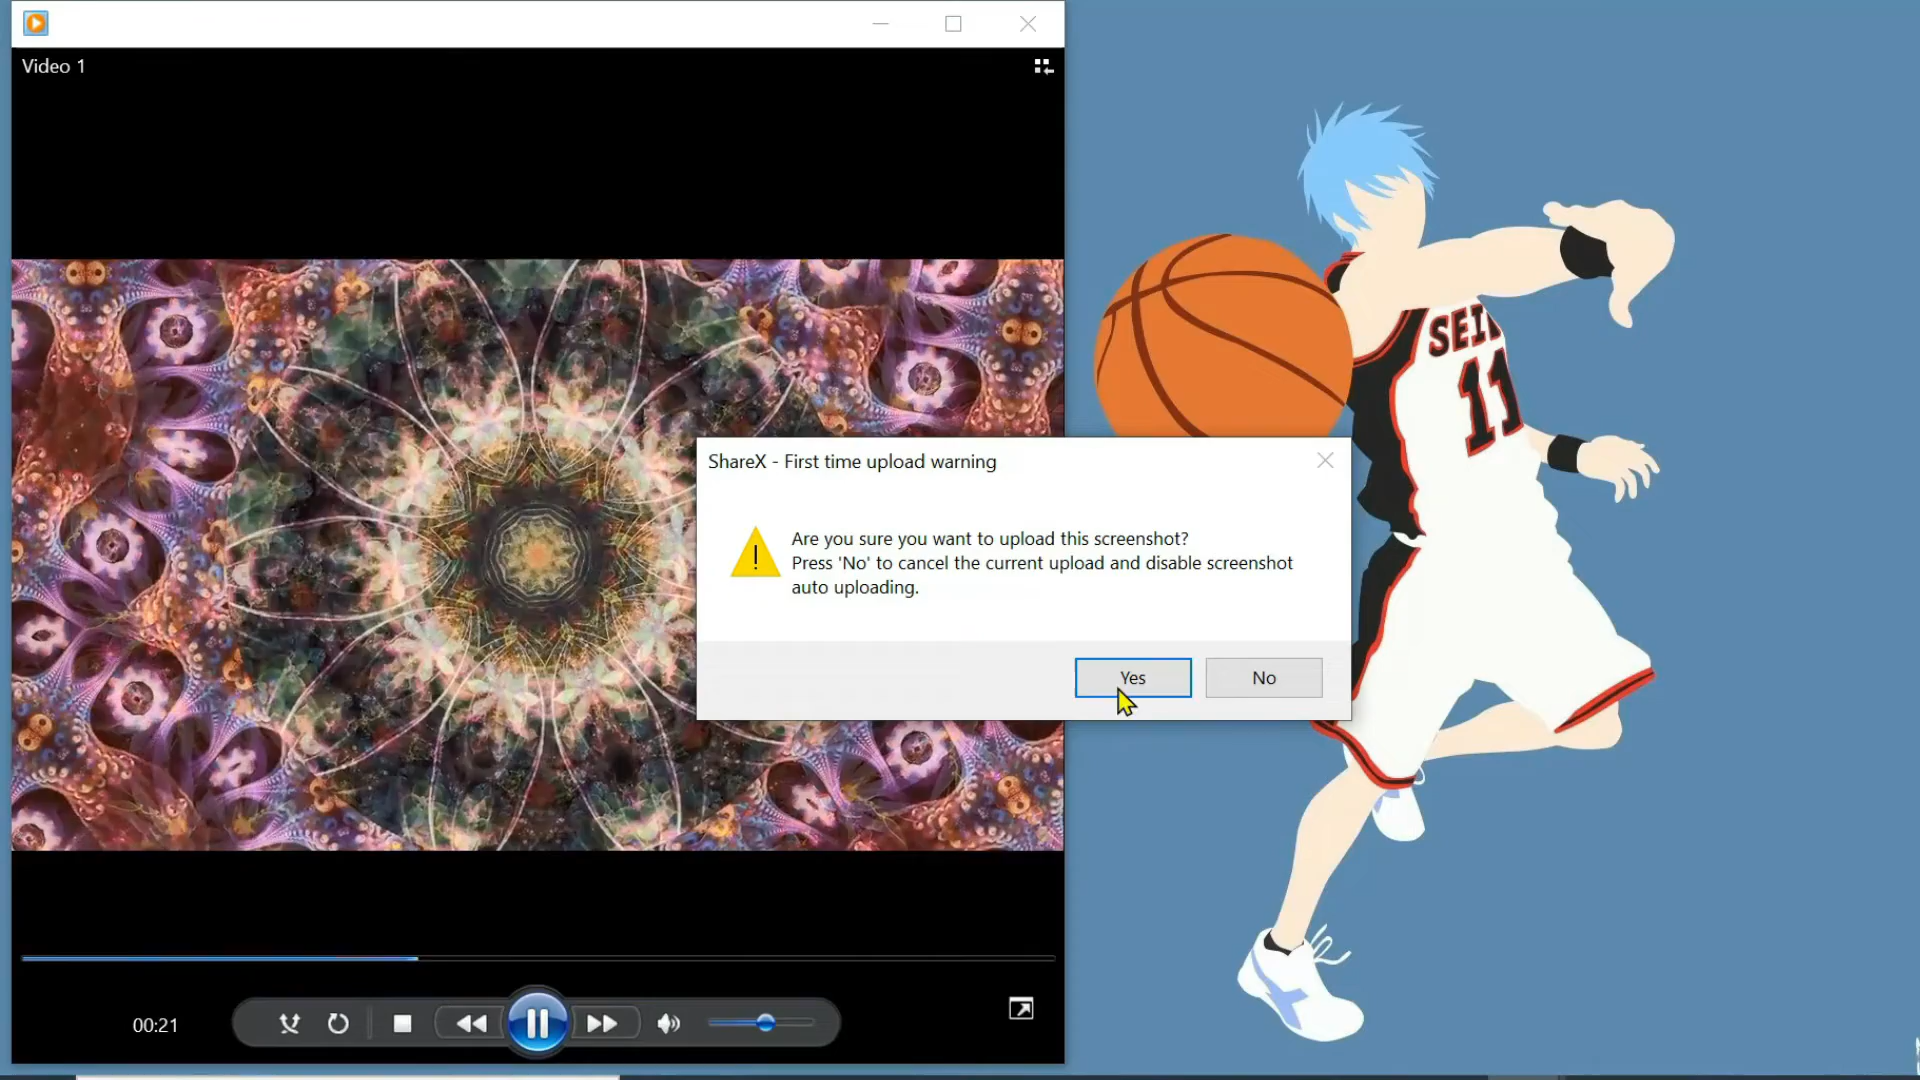 Video 1
SEI
11
ShareX - First time upload warning
Are you sure you want to upload this screenshot?
Press 'No' to cancel the current upload and disable screenshot
auto uploading.
Yes
No
00:21